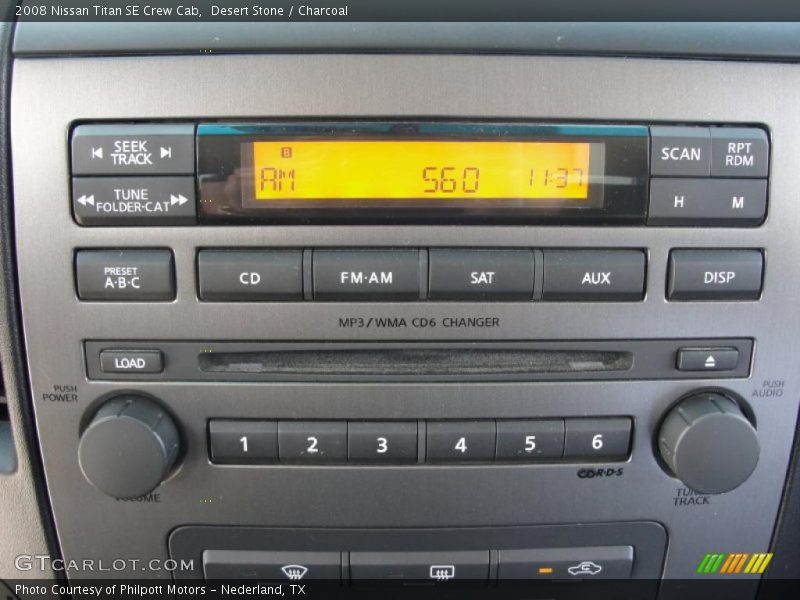 2008 Nissan Titan SE Crew Cab,  Desert Stone / Charcoal
SEEK
TRACK
TUNE
FOLDER·CAT
B
AM 560 11:37
SCAN
RPT
RDM
H M
PRESET
A·B·C
CD
FM·AM
SAT
AUX
DISP
MP3/WMA CD6 CHANGER
LOAD
PUSH
POWER
PUSH
AUDIO
1 2 3 4 5 6
VOLUME
CD R·D·S
TUNE
TRACK
GTCARLOT.COM
Photo Courtesy of Philpott Motors - Nederland, TX